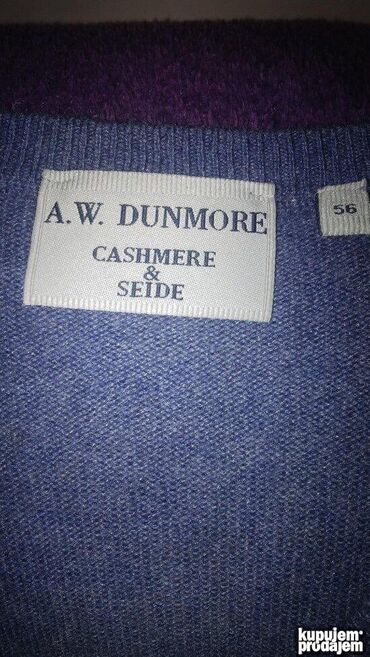 A.W. DUNMORE
56
CASHMERE
&
SEIDE
kupujem
prodajem